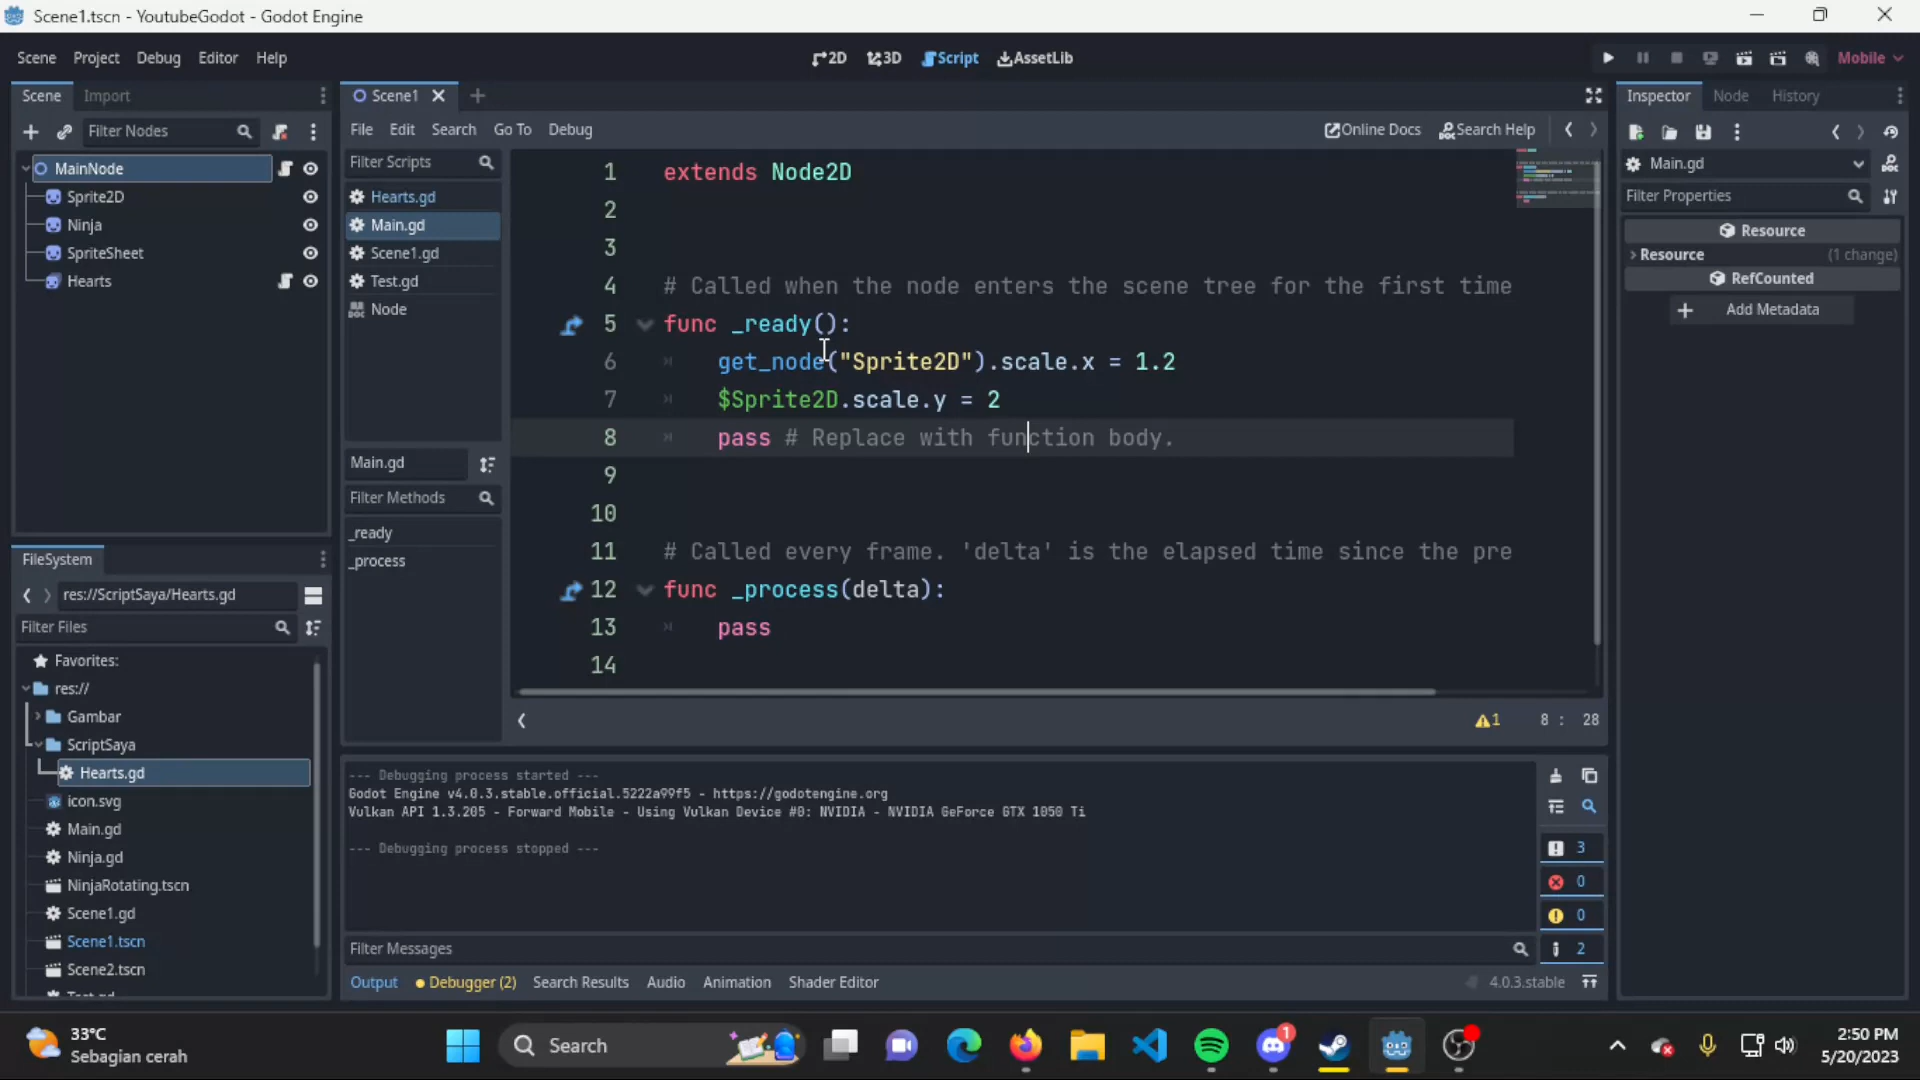 Scene1.tscn - YoutubeGodot - Godot Engine
Scene Project Debug Editor Help
2D 3D Script AssetLib
Mobile
Scene Import
Filter Nodes
MainNode
Sprite2D
Ninja
SpriteSheet
Hearts
Scene1
File Edit Search Go To Debug
Online Docs Search Help
Filter Scripts
Hearts.gd
Main.gd
Scene1.gd
Test.gd
Node
Main.gd
Filter Methods
_ready
_process
1 extends Node2D
2
3
4 # Called when the node enters the scene tree for the first time
5 func _ready():
6 get_node("Sprite2D").scale.x = 1.2
7 $Sprite2D.scale.y = 2
8 pass # Replace with function body.
9
10
11 # Called every frame. 'delta' is the elapsed time since the pre
12 func _process(delta):
13 pass
14
1 8 : 28
Inspector Node History
Main.gd
Filter Properties
Resource
Resource (1 change)
RefCounted
Add Metadata
FileSystem
res://ScriptSaya/Hearts.gd
Filter Files
Favorites:
res://
Gambar
ScriptSaya
Hearts.gd
icon.svg
Main.gd
Ninja.gd
NinjaRotating.tscn
Scene1.gd
Scene1.tscn
Scene2.tscn
Test.gd
--- Debugging process started ---
Godot Engine v4.0.3.stable.official.5222a99f5 - https://godotengine.org
Vulkan API 1.3.205 - Forward Mobile - Using Vulkan Device #0: NVIDIA - NVIDIA GeForce GTX 1050 Ti
--- Debugging process stopped ---
3
0
0
2
Filter Messages
Output Debugger (2) Search Results Audio Animation Shader Editor
4.0.3.stable
33°C
Sebagian cerah
Search
1
2:50 PM
5/20/2023